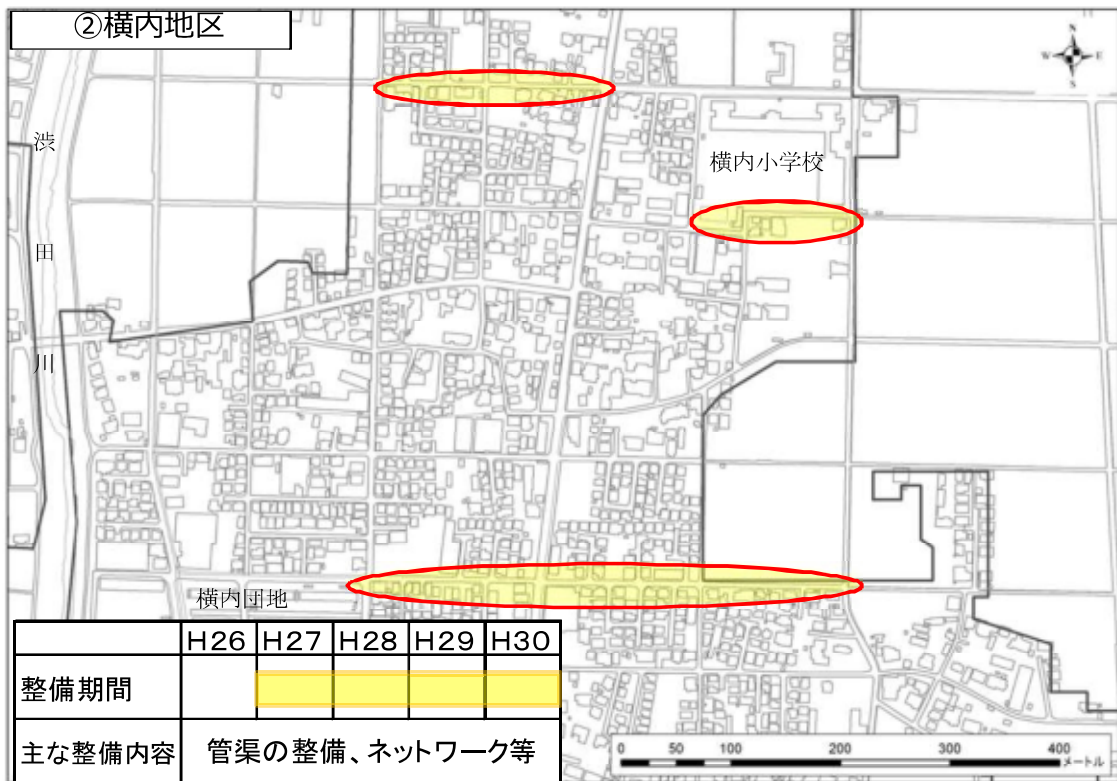 ②横内地区
N
W E
S
渋田川
横内小学校
横内団地
H26 H27 H28 H29 H30
整備期間
主な整備内容 管渠の整備、ネットワーク等
0 50 100 200 300 400
メートル